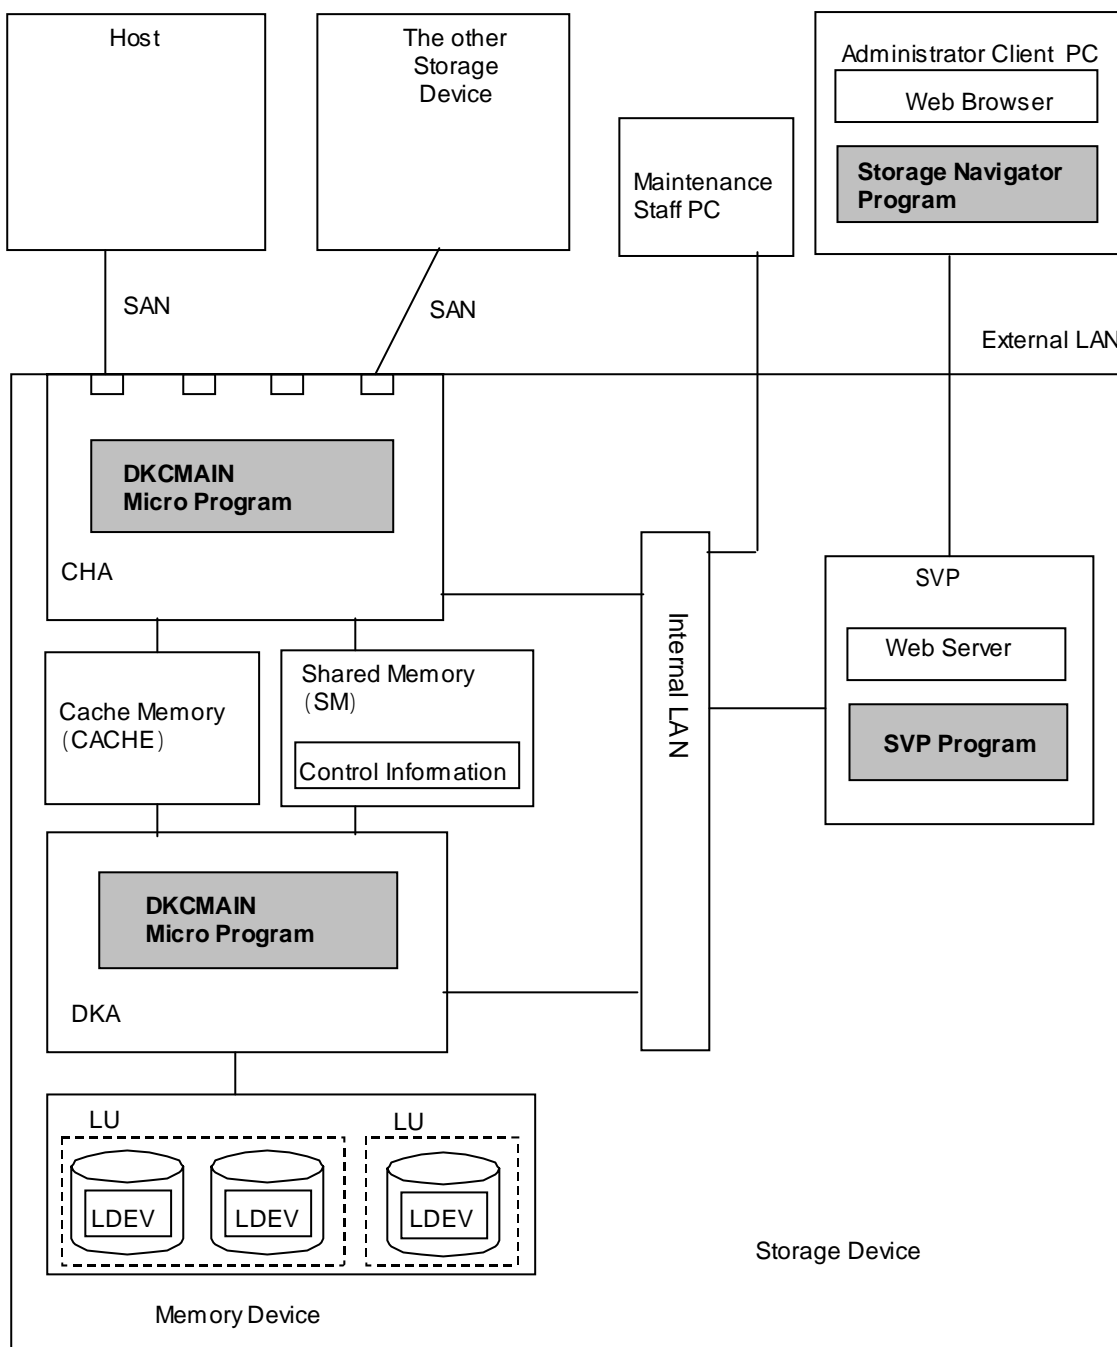 Host
The other
Storage
Device
Administrator Client PC
Web Browser
Storage Navigator
Program
Maintenance
Staff PC
SAN
SAN
External LAN
DKCMAIN
Micro Program
CHA
Internal LAN
SVP
Web Server
SVP Program
Cache Memory
(CACHE)
Shared Memory
(SM)
Control Information
DKCMAIN
Micro Program
DKA
LU
LU
LDEV
LDEV
LDEV
Storage Device
Memory Device